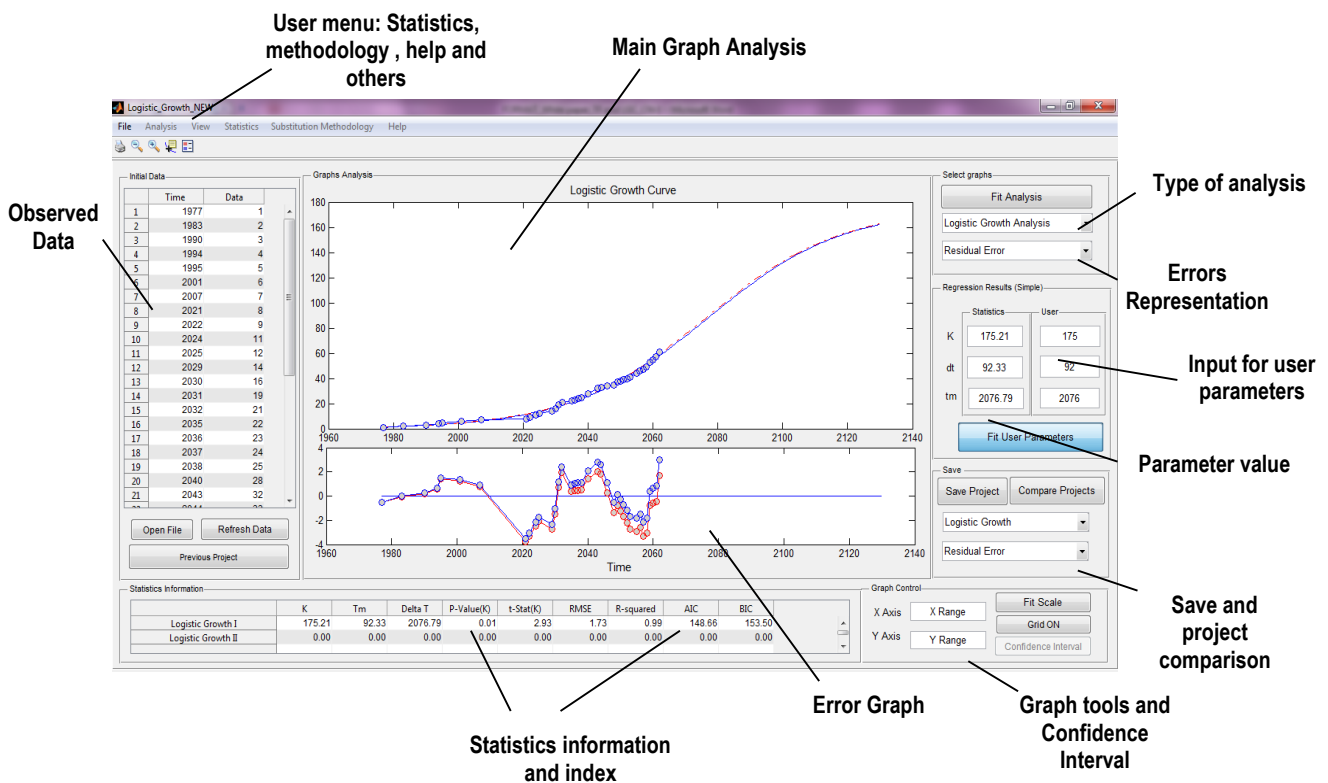 User menu: Statistics,
methodology , help and
others
Main Graph Analysis
Logistic_Growth_NEW
File Analysis View Statistics Substitution Methodology Help
Observed
Data
Initial Data
Time Data
1 1977 1
2 1983 2
3 1990 3
4 1994 4
5 1995 5
6 2001 6
7 2007 7
8 2021 8
9 2022 9
10 2024 11
11 2025 12
12 2029 14
13 2030 16
14 2031 19
15 2032 21
16 2035 22
17 2036 23
18 2037 24
19 2038 25
20 2040 28
21 2043 32
Open File Refresh Data
Previous Project
Graphs Analysis
Logistic Growth Curve
180
160
140
120
100
80
60
40
20
0
1960 1980 2000 2020 2040 2060 2080 2100 2120 2140
4
2
0
-2
-4
1960 1980 2000 2020 2040 2060 2080 2100 2120 2140
Time
Select graphs
Fit Analysis
Logistic Growth Analysis
Residual Error
Type of analysis
Errors
Representation
Regression Results (Simple)
Statistics User
K 175.21 175
dt 92.33 92
tm 2076.79 2076
Fit User Parameters
Input for user
parameters
Parameter value
Save
Save Project Compare Projects
Logistic Growth
Residual Error
Save and
project
comparison
Statistics Information
K Tm Delta T P-Value(K) t-Stat(K) RMSE R-squared AIC BIC
Logistic Growth I 175.21 92.33 2076.79 0.01 2.93 1.73 0.99 148.66 153.50
Logistic Growth II 0.00 0.00 0.00 0.00 0.00 0.00 0.00 0.00 0.00
Graph Control
X Axis X Range
Y Axis Y Range
Fit Scale
Grid ON
Confidence Interval
Error Graph
Graph tools and
Confidence
Interval
Statistics information
and index